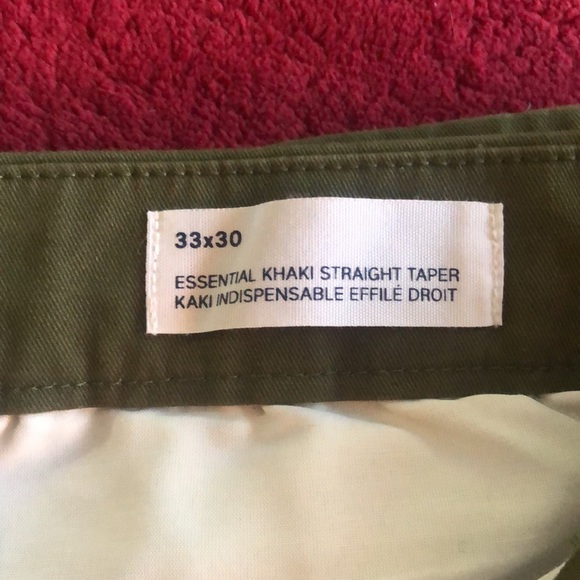 33x30
ESSENTIAL KHAKI STRAIGHT TAPER
KAKI INDISPENSABLE EFFILÉ DROIT